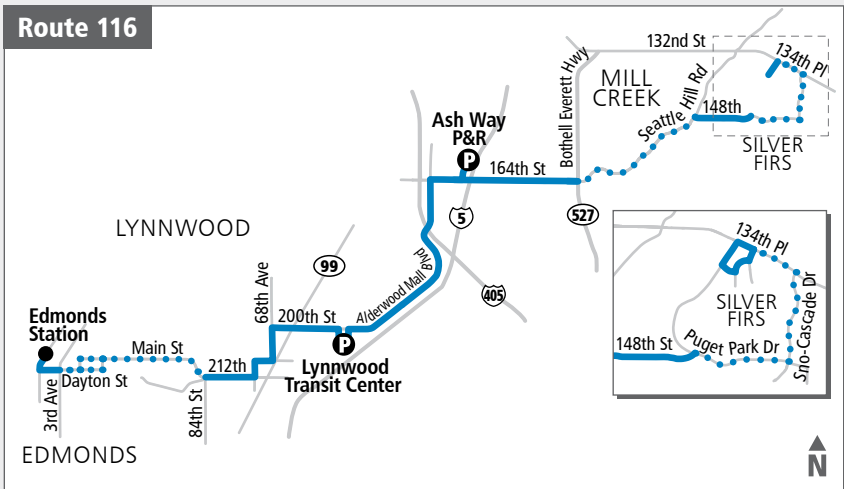 Route 116
132nd St
134th Pl
Bothell Everett Hwy
MILL
CREEK
Seattle Hill Rd
148th
SILVER
FIRS
Ash Way
P&R
P
164th St
5
527
LYNNWOOD
99
405
Alderwood Mall Blvd
68th Ave
200th St
P
Lynnwood
Transit Center
Edmonds
Station
Main St
212th
Dayton St
3rd Ave
84th St
EDMONDS
134th Pl
SILVER
FIRS
Sno-Cascade Dr
148th St
Puget Park Dr
N